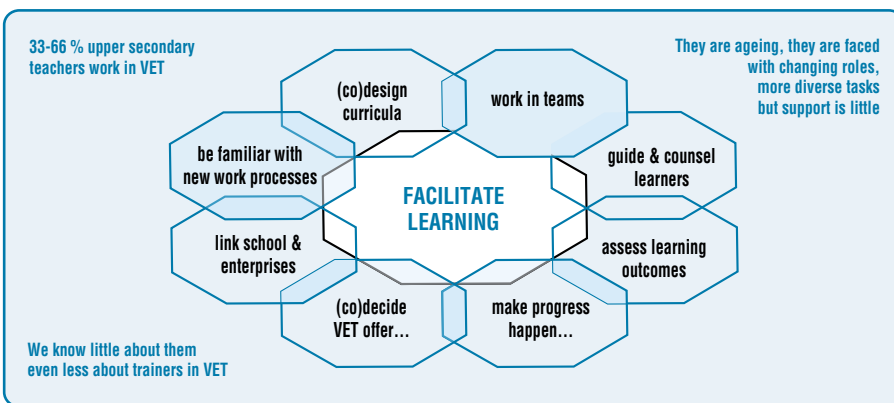 33-66 % upper secondary
teachers work in VET
They are ageing, they are faced
with changing roles,
more diverse tasks
but support is little
(co)design
curricula
work in teams
be familiar with
new work processes
guide & counsel
learners
FACILITATE
LEARNING
link school &
enterprises
assess learning
outcomes
(co)decide
VET offer...
make progress
happen...
We know little about them
even less about trainers in VET